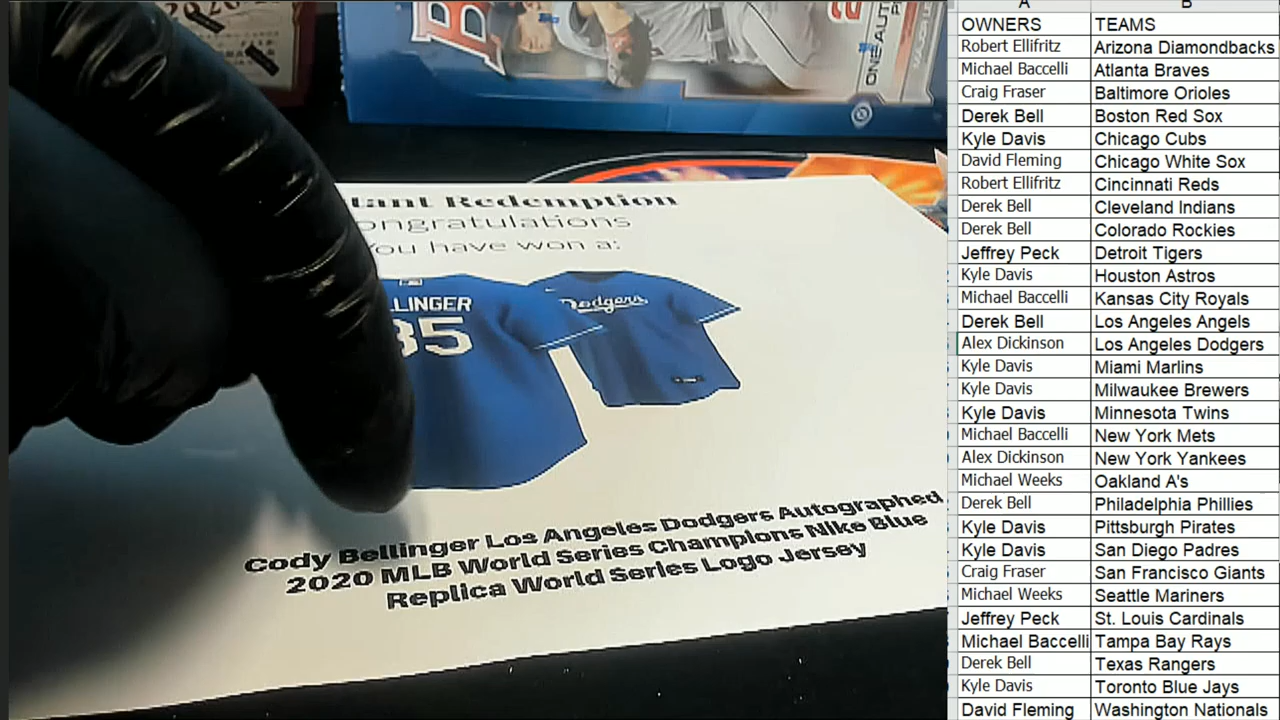 tant Redemption
ongratulations
You have won a:
LLINGER
35
Dodgers
Cody Bellinger Los Angeles Dodgers Autographed
2020 MLB World Series Champions Nike Blue
Replica World Series Logo Jersey
ONE AUT
A B
OWNERS TEAMS
Robert Ellifritz Arizona Diamondbacks
Michael Baccelli Atlanta Braves
Craig Fraser Baltimore Orioles
Derek Bell Boston Red Sox
Kyle Davis Chicago Cubs
David Fleming Chicago White Sox
Robert Ellifritz Cincinnati Reds
Derek Bell Cleveland Indians
Derek Bell Colorado Rockies
Jeffrey Peck Detroit Tigers
Kyle Davis Houston Astros
Michael Baccelli Kansas City Royals
Derek Bell Los Angeles Angels
Alex Dickinson Los Angeles Dodgers
Kyle Davis Miami Marlins
Kyle Davis Milwaukee Brewers
Kyle Davis Minnesota Twins
Michael Baccelli New York Mets
Alex Dickinson New York Yankees
Michael Weeks Oakland A's
Derek Bell Philadelphia Phillies
Kyle Davis Pittsburgh Pirates
Kyle Davis San Diego Padres
Craig Fraser San Francisco Giants
Michael Weeks Seattle Mariners
Jeffrey Peck St. Louis Cardinals
Michael Baccelli Tampa Bay Rays
Derek Bell Texas Rangers
Kyle Davis Toronto Blue Jays
David Fleming Washington Nationals